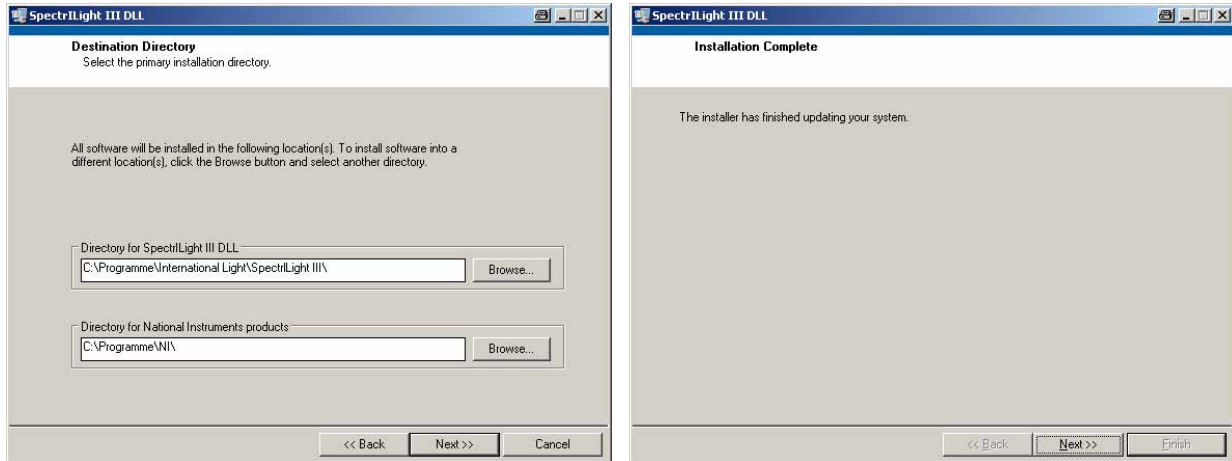 SpectrILight III DLL
Destination Directory
Select the primary installation directory.
All software will be installed in the following location(s). To install software into a
different location(s), click the Browse button and select another directory.
Directory for SpectrILight III DLL
C:\Programme\International Light\SpectrILight III\
Browse...
Directory for National Instruments products
C:\Programme\NI\
Browse...
<< Back
Next >>
Cancel
SpectrILight III DLL
Installation Complete
The installer has finished updating your system.
<< Back
Next >>
Finish